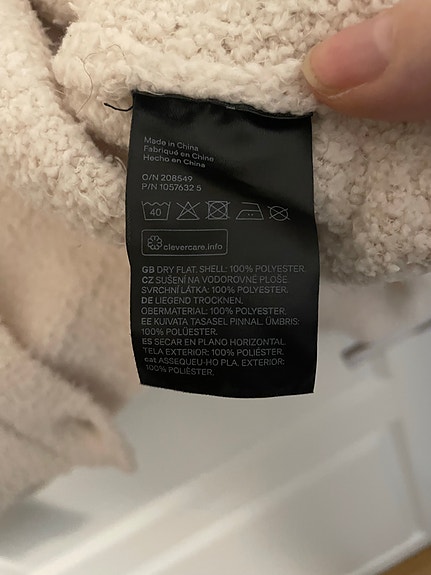 Made in China
Fabriqué en Chine
Hecho en China
O/N 208549
P/N 1057632 5
40
clevercare.info
GB DRY FLAT. SHELL: 100% POLYESTER.
CZ SUŠENÍ NA VODOROVNÉ PLOŠE.
SVRCHNÍ LÁTKA: 100% POLYESTER.
DE LIEGEND TROCKNEN.
OBERMATERIAL: 100% POLYESTER.
EE KUIVATA TASASEL PINNAL. ÜMBRIS:
100% POLÜESTER.
ES SECAR EN PLANO HORIZONTAL.
TELA EXTERIOR: 100% POLIÉSTER.
cat ASSEQUEU-HO PLA. EXTERIOR:
100% POLIÈSTER.